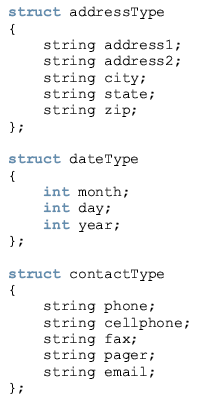 struct addressType
{
    string address1;
    string address2;
    string city;
    string state;
    string zip;
};

struct dateType
{
    int month;
    int day;
    int year;
};

struct contactType
{
    string phone;
    string cellphone;
    string fax;
    string pager;
    string email;
};